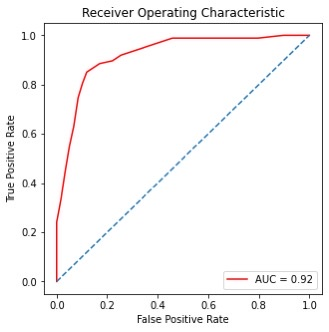 Receiver Operating Characteristic
True Positive Rate
1.0
0.8
0.6
0.4
0.2
0.0
AUC = 0.92
0.0 0.2 0.4 0.6 0.8 1.0
False Positive Rate